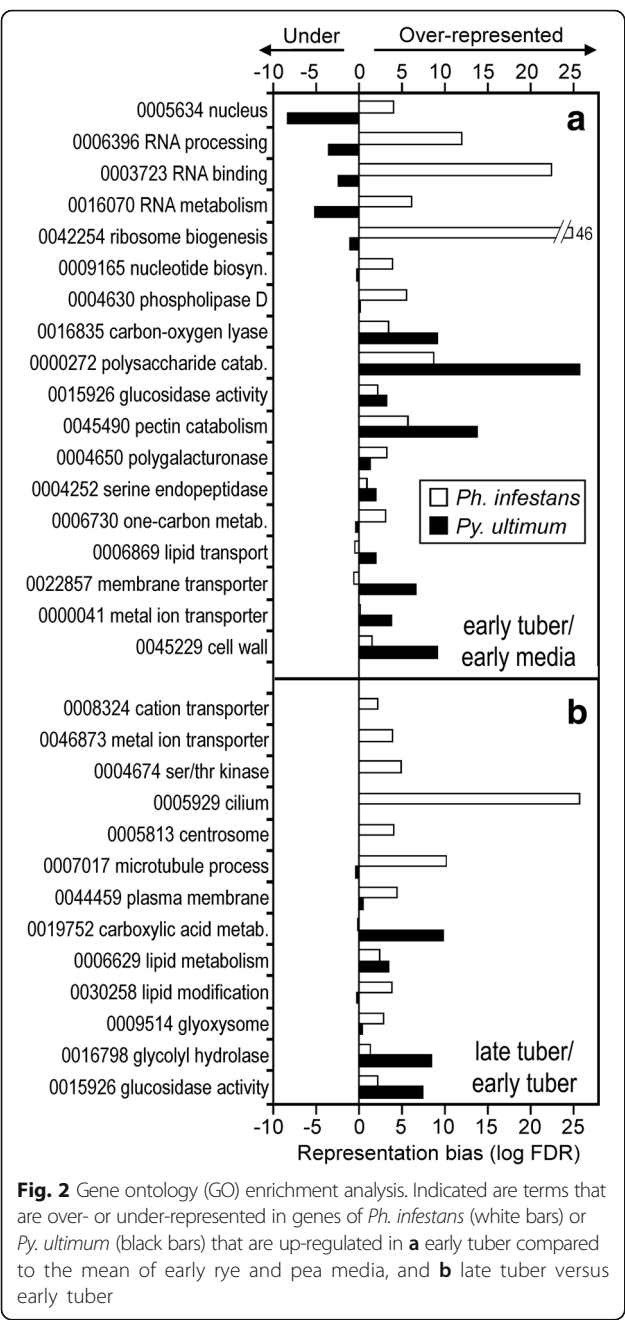 Under Over-represented
-10 -5 0 5 10 15 20 25
a
0005634 nucleus
0006396 RNA processing
0003723 RNA binding
0016070 RNA metabolism
0042254 ribosome biogenesis 46
0009165 nucleotide biosyn.
0004630 phospholipase D
0016835 carbon-oxygen lyase
0000272 polysaccharide catab.
0015926 glucosidase activity
0045490 pectin catabolism
0004650 polygalacturonase
0004252 serine endopeptidase
0006730 one-carbon metab.
0006869 lipid transport
0022857 membrane transporter
0000041 metal ion transporter
0045229 cell wall
Ph. infestans
Py. ultimum
early tuber/
early media
b
0008324 cation transporter
0046873 metal ion transporter
0004674 ser/thr kinase
0005929 cilium
0005813 centrosome
0007017 microtubule process
0044459 plasma membrane
0019752 carboxylic acid metab.
0006629 lipid metabolism
0030258 lipid modification
0009514 glyoxysome
0016798 glycolyl hydrolase
0015926 glucosidase activity
late tuber/
early tuber
-10 -5 0 5 10 15 20 25
Representation bias (log FDR)
Fig. 2 Gene ontology (GO) enrichment analysis. Indicated are terms that
are over- or under-represented in genes of Ph. infestans (white bars) or
Py. ultimum (black bars) that are up-regulated in a early tuber compared
to the mean of early rye and pea media, and b late tuber versus
early tuber